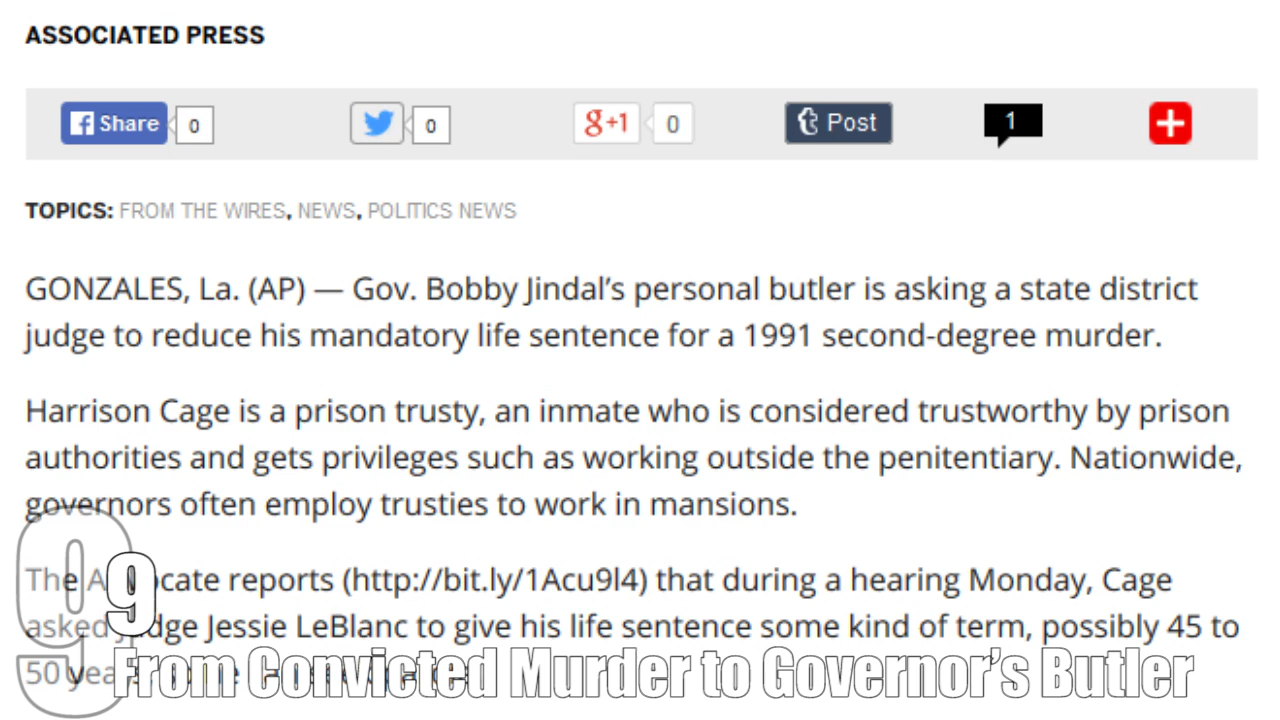 ASSOCIATED PRESS
Share 0 0 g+1 0 t Post 1 +
TOPICS: FROM THE WIRES, NEWS, POLITICS NEWS
GONZALES, La. (AP) — Gov. Bobby Jindal’s personal butler is asking a state district
judge to reduce his mandatory life sentence for a 1991 second-degree murder.
Harrison Cage is a prison trusty, an inmate who is considered trustworthy by prison
authorities and gets privileges such as working outside the penitentiary. Nationwide,
governors often employ trusties to work in mansions.
9
9
The reports (http://bit.ly/1Acu9l4) that during a hearing Monday, Cage
asked Jessie LeBlanc to give his life sentence some kind of term, possibly 45 to
50
From Convicted Murder to Governor’s Butler